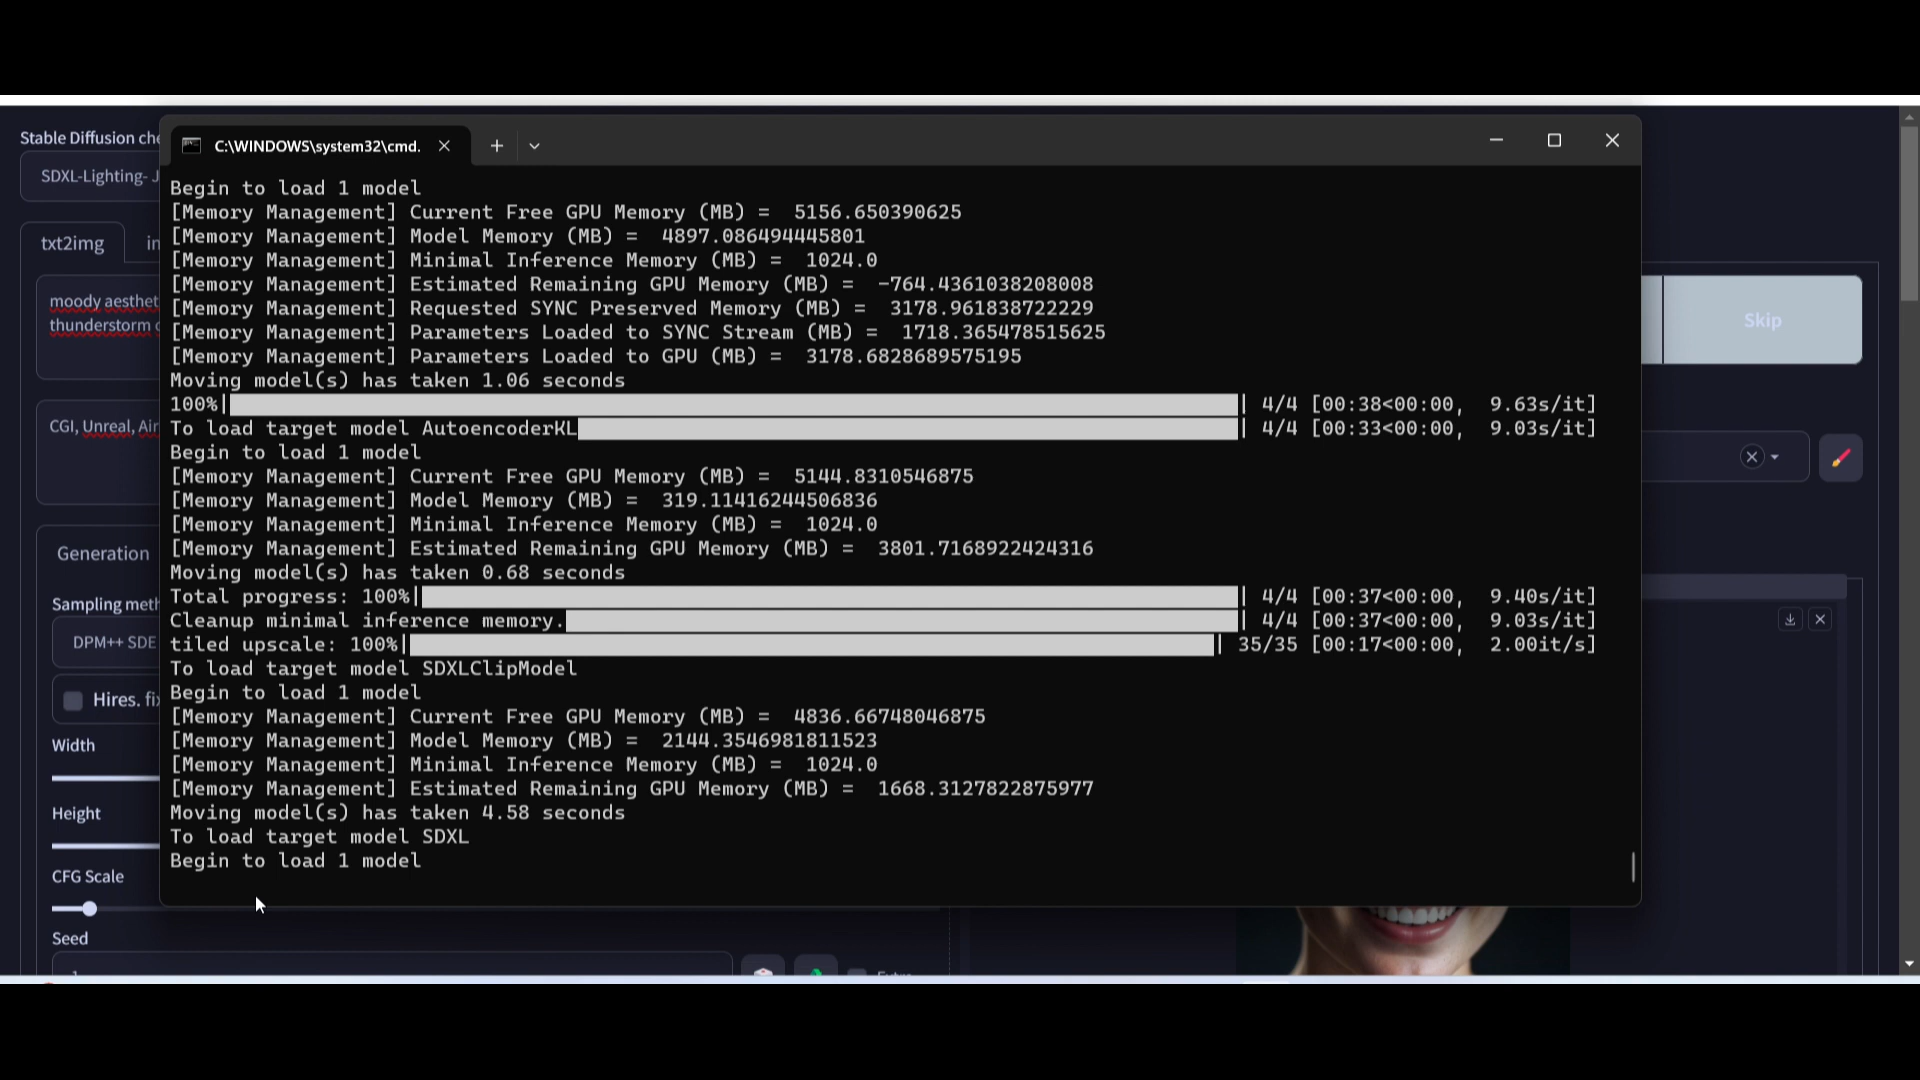 Stable Diffusion che
SDXL-Lighting- J
txt2img
in
moody aesthet
thunderstorm c
CGI, Unreal, Air
Generation
Sampling meth
DPM++ SDE
Hires. fix
Width
Height
CFG Scale
Seed
C:\WINDOWS\system32\cmd.
Begin to load 1 model
[Memory Management] Current Free GPU Memory (MB) =  5156.650390625
[Memory Management] Model Memory (MB) =  4897.086494445801
[Memory Management] Minimal Inference Memory (MB) =  1024.0
[Memory Management] Estimated Remaining GPU Memory (MB) =  -764.4361038208008
[Memory Management] Requested SYNC Preserved Memory (MB) =  3178.961838722229
[Memory Management] Parameters Loaded to SYNC Stream (MB) =  1718.365478515625
[Memory Management] Parameters Loaded to GPU (MB) =  3178.6828689575195
Moving model(s) has taken 1.06 seconds
100%| | 4/4 [00:38<00:00,  9.63s/it]
To load target model AutoencoderKL | 4/4 [00:33<00:00,  9.03s/it]
Begin to load 1 model
[Memory Management] Current Free GPU Memory (MB) =  5144.8310546875
[Memory Management] Model Memory (MB) =  319.11416244506836
[Memory Management] Minimal Inference Memory (MB) =  1024.0
[Memory Management] Estimated Remaining GPU Memory (MB) =  3801.7168922424316
Moving model(s) has taken 0.68 seconds
Total progress: 100%| | 4/4 [00:37<00:00,  9.40s/it]
Cleanup minimal inference memory. | 4/4 [00:37<00:00,  9.03s/it]
tiled upscale: 100%| | 35/35 [00:17<00:00,  2.00it/s]
To load target model SDXLClipModel
Begin to load 1 model
[Memory Management] Current Free GPU Memory (MB) =  4836.66748046875
[Memory Management] Model Memory (MB) =  2144.3546981811523
[Memory Management] Minimal Inference Memory (MB) =  1024.0
[Memory Management] Estimated Remaining GPU Memory (MB) =  1668.3127822875977
Moving model(s) has taken 4.58 seconds
To load target model SDXL
Begin to load 1 model
Skip